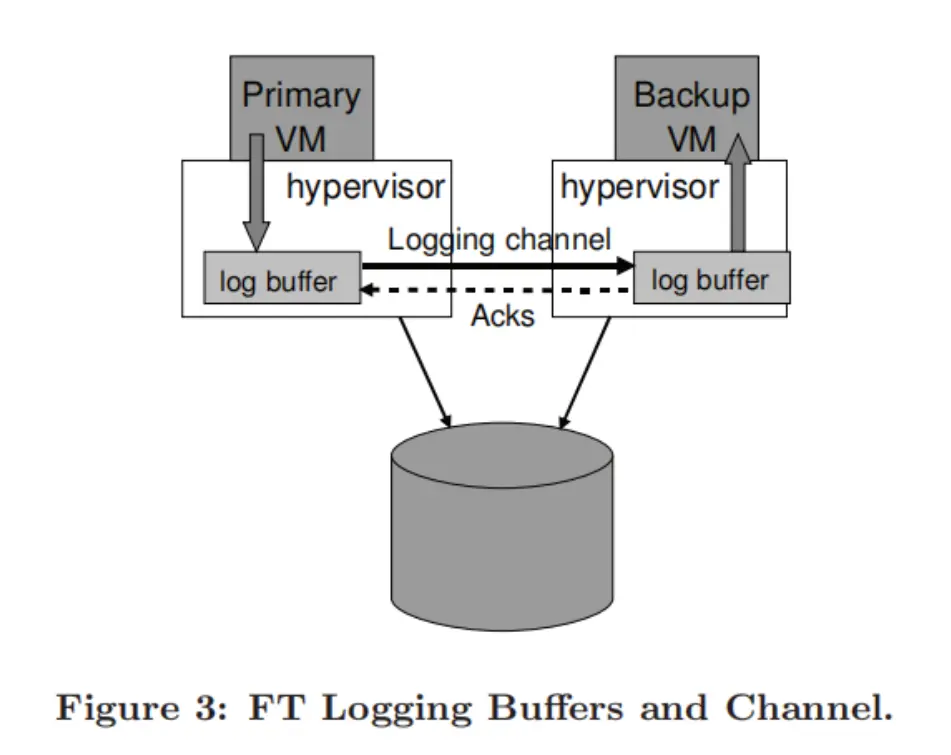 Primary
VM
Backup
VM
hypervisor
hypervisor
Logging channel
log buffer
log buffer
Acks
Figure 3: FT Logging Buffers and Channel.